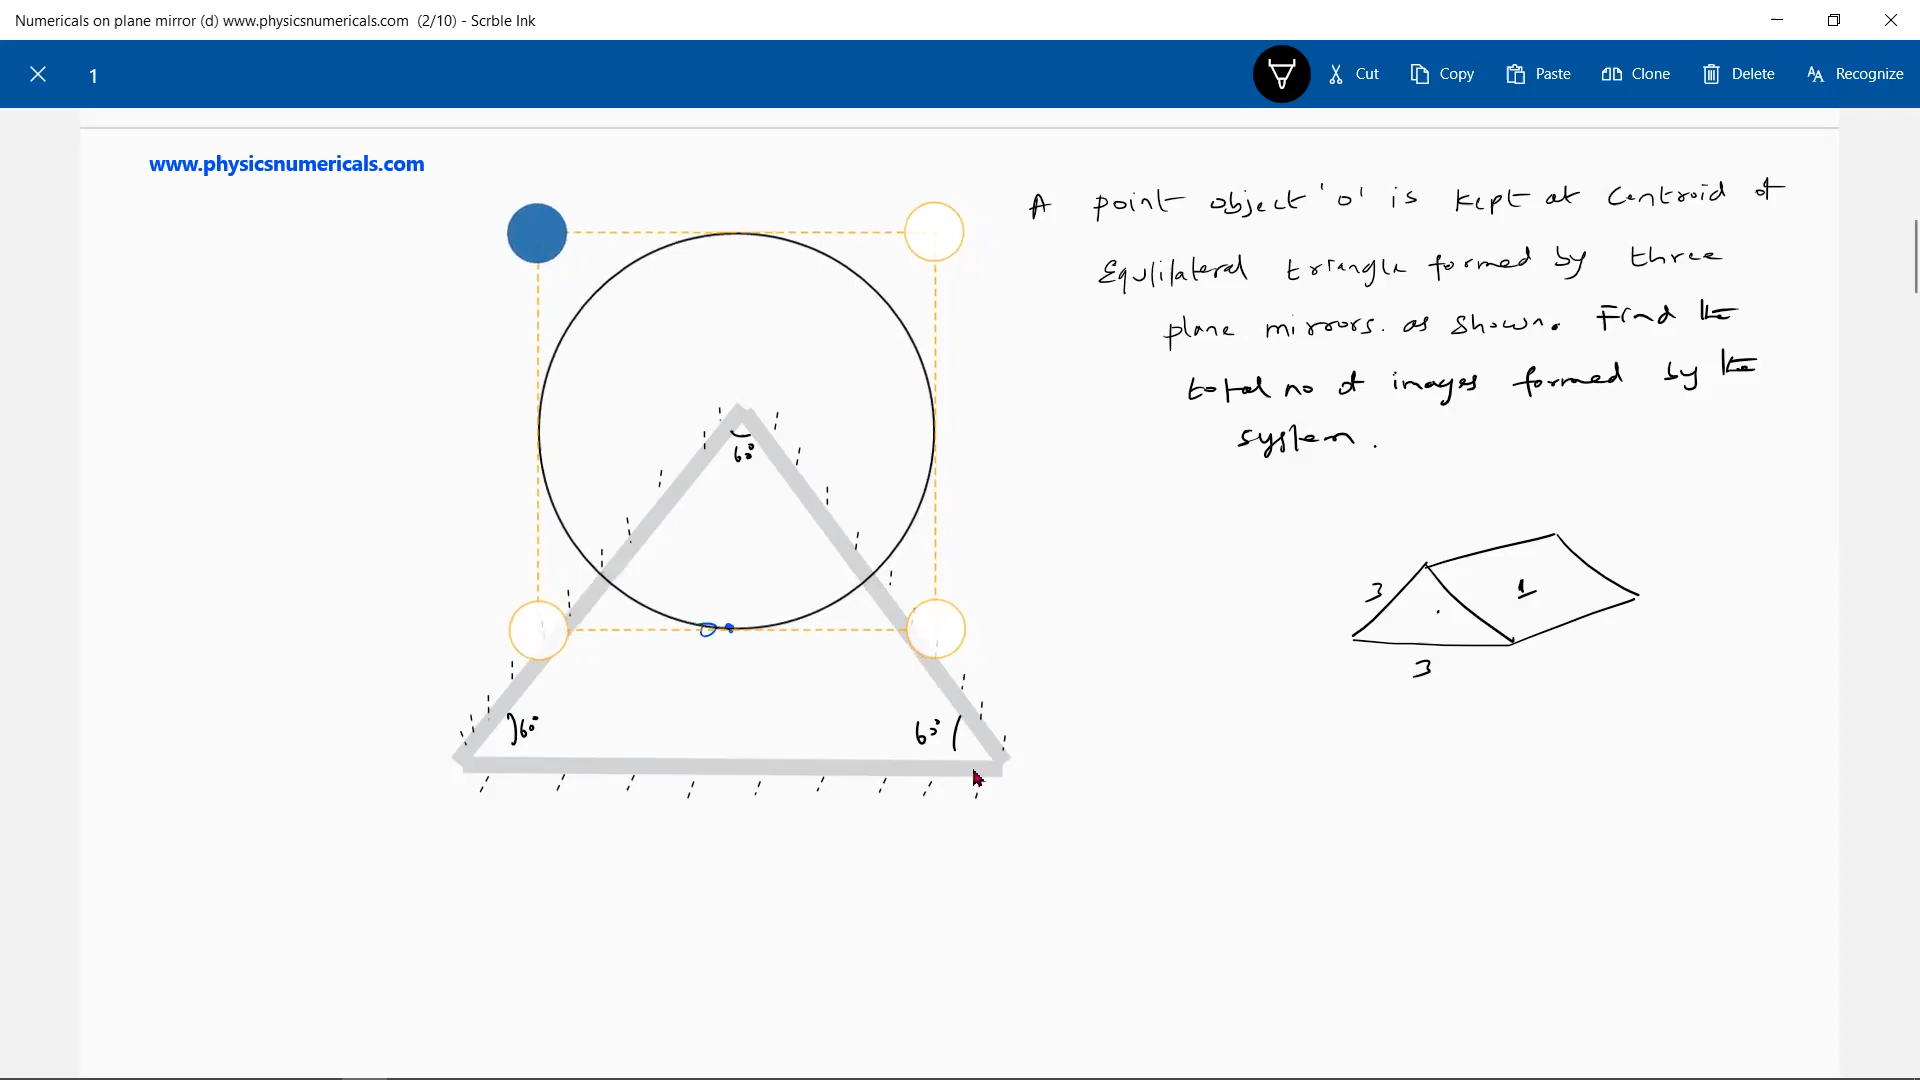 Numericals on plane mirror (d) www.physicsnumericals.com (2/10) - Scrble Ink
1
Cut
Copy
Paste
Clone
Delete
Recognize
www.physicsnumericals.com
A point object 'o' is kept at centroid of
Equlilateral triangle formed by three
plane mirrors. as shown. Find the
total no of images formed by the
system.
60°
3
1
3
60°
60°
o